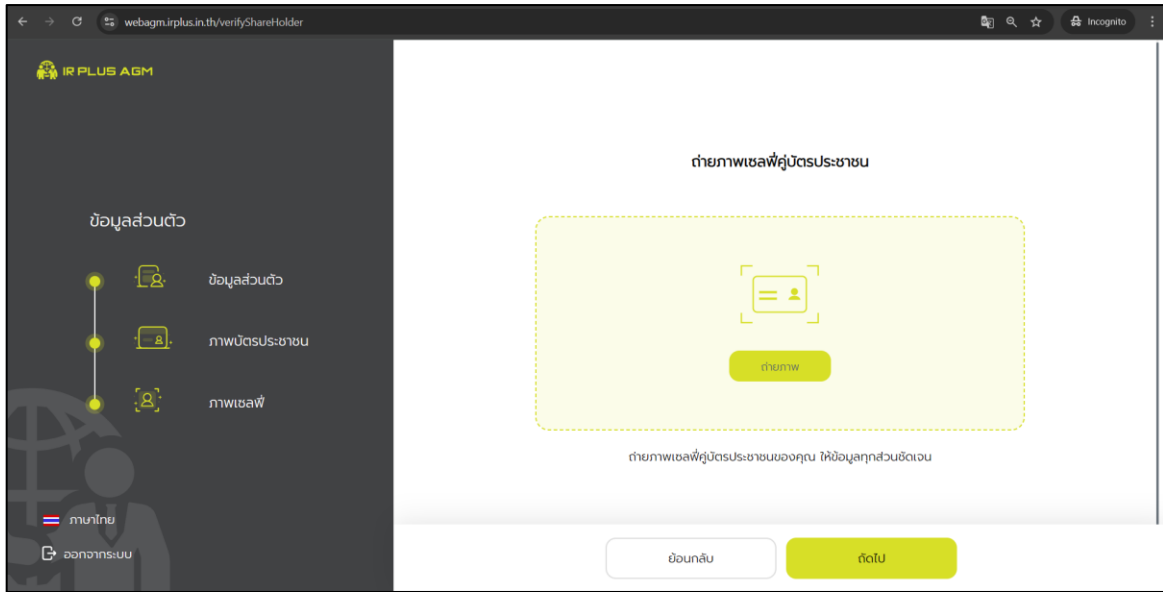 webagm.irplus.in.th/verifyShareHolder
Incognito
IR PLUS AGM
ข้อมูลส่วนตัว
ข้อมูลส่วนตัว
ภาพบัตรประชาชน
ภาพเซลฟี่
ภาษาไทย
ออกจากระบบ
ถ่ายภาพเซลฟี่คู่บัตรประชาชน
ถ่ายภาพ
ถ่ายภาพเซลฟี่คู่บัตรประชาชนของคุณ ให้ข้อมูลทุกส่วนชัดเจน
ย้อนกลับ
ถัดไป